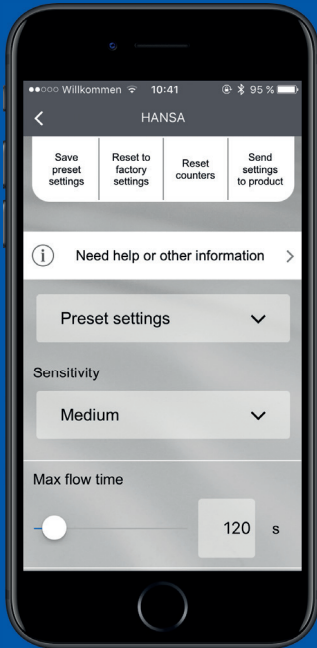 Willkommen 10:41 95 %
HANSA
Save preset settings
Reset to factory settings
Reset counters
Send settings to product
i Need help or other information
Preset settings
Sensitivity
Medium
Max flow time
120 s